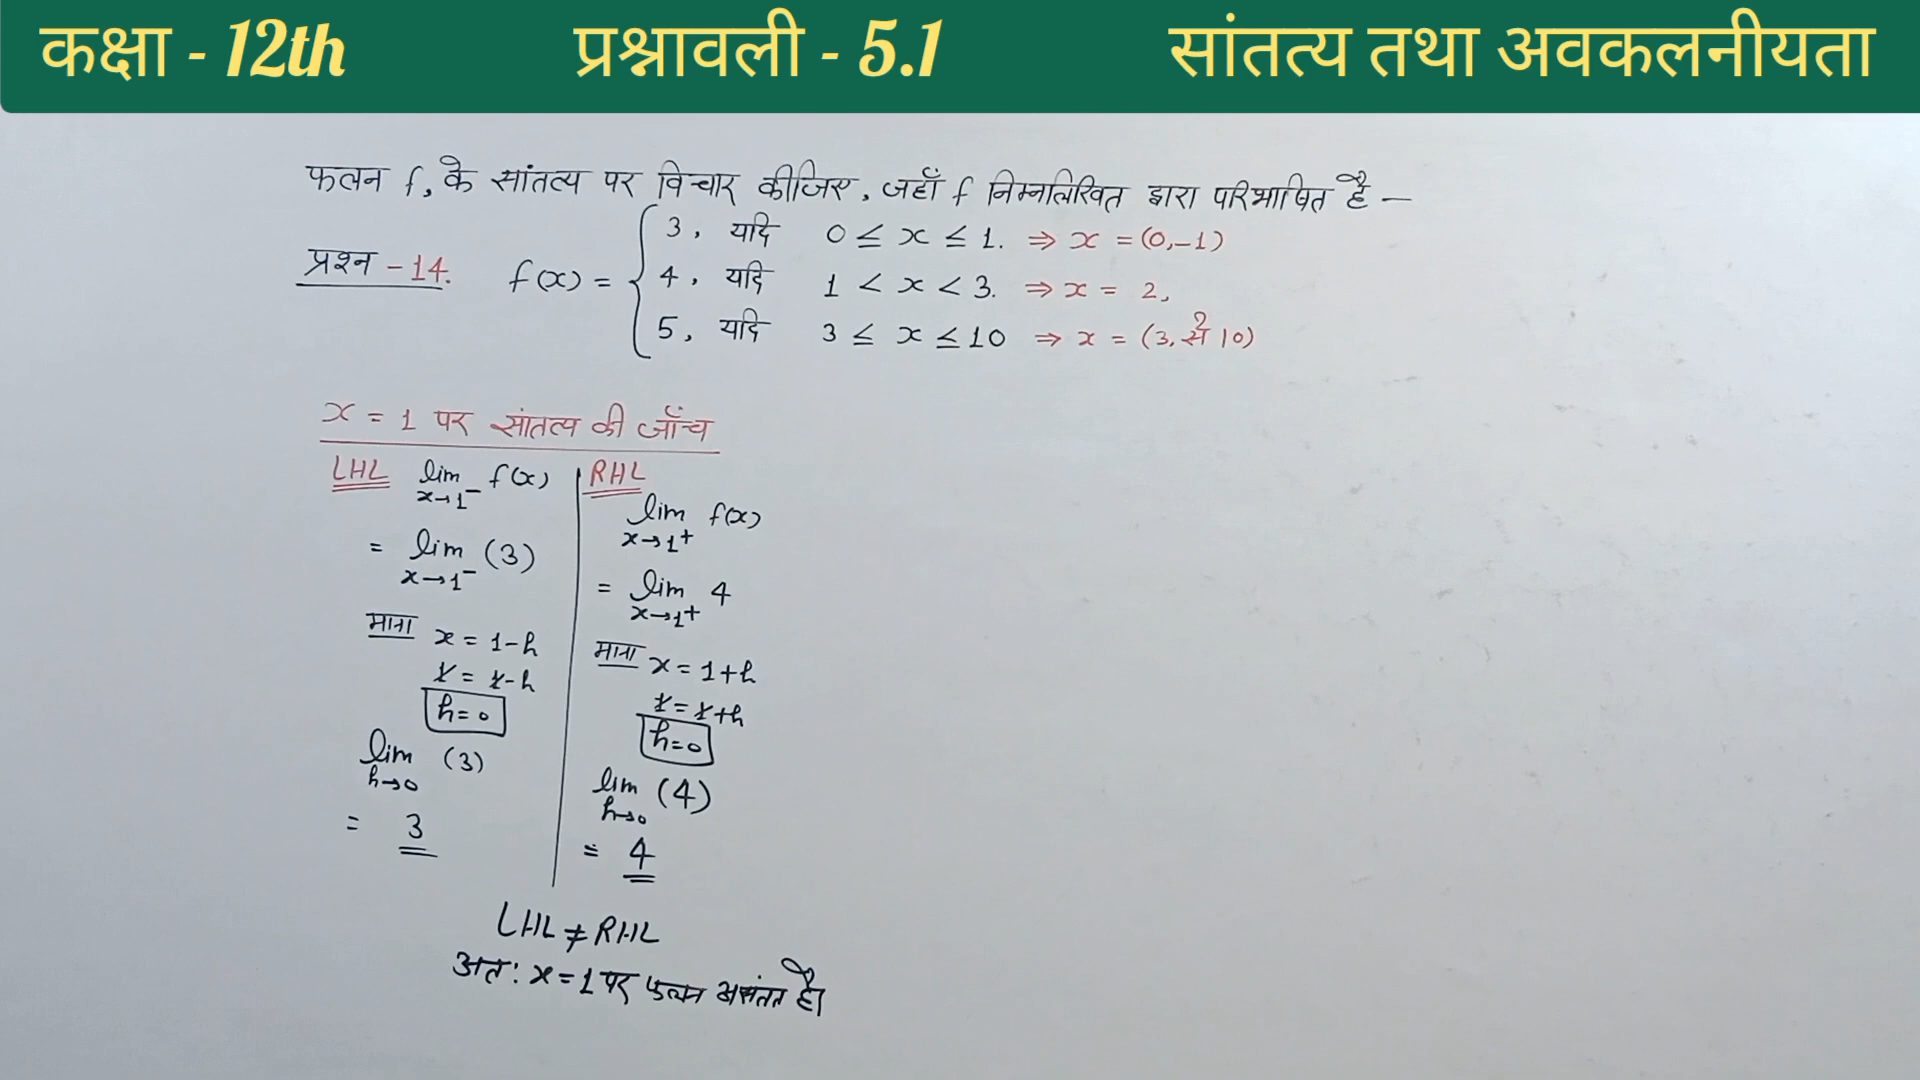 कक्षा - 12th प्रश्नावली - 5.1 सांतत्य तथा अवकलनीयता
फलन f, के सांतत्य पर विचार कीजिए, जहाँ f निम्नलिखित द्वारा परिभाषित है —
प्रश्न - 14. f(x) = { 3, यदि 0 ≤ x ≤ 1. ⇒ x = (0,-1)
4, यदि 1 < x < 3. ⇒ x = 2,
5, यदि 3 ≤ x ≤ 10 ⇒ x = (3, से 10)
x = 1 पर सांतत्य की जाँच
LHL lim f(x)
x→1⁻
= lim (3)
x→1⁻
माना x = 1-h
1 = 1-h
h=0
lim (3)
h→0
= 3
RHL
lim f(x)
x→1⁺
= lim 4
x→1⁺
माना x = 1+h
1 = 1+h
h=0
lim (4)
h→0
= 4
LHL ≠ RHL
अत: x = 1 पर फलन असंतत है।